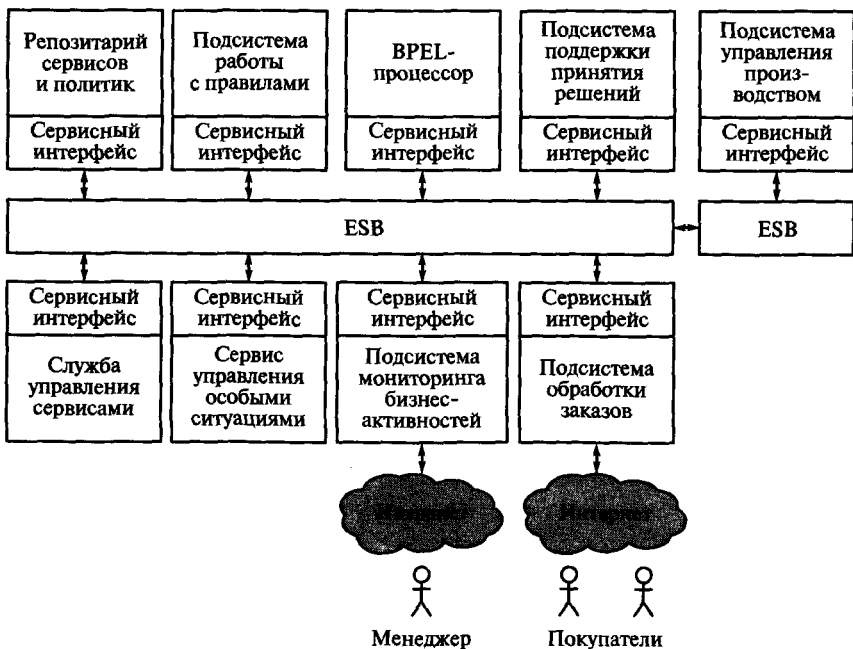 Репозитарий
сервисов
и политик
Сервисный
интерфейс
Подсистема
работы
с правилами
Сервисный
интерфейс
BPEL-
процессор
Сервисный
интерфейс
Подсистема
поддержки
принятия
решений
Сервисный
интерфейс
Подсистема
управления
произ-
водством
Сервисный
интерфейс
ESB
ESB
Сервисный
интерфейс
Служба
управления
сервисами
Сервисный
интерфейс
Сервис
управления
особыми
ситуациями
Сервисный
интерфейс
Подсистема
мониторинга
бизнес-
активностей
Сервисный
интерфейс
Подсистема
обработки
заказов
Интернет
Менеджер
Покупатели